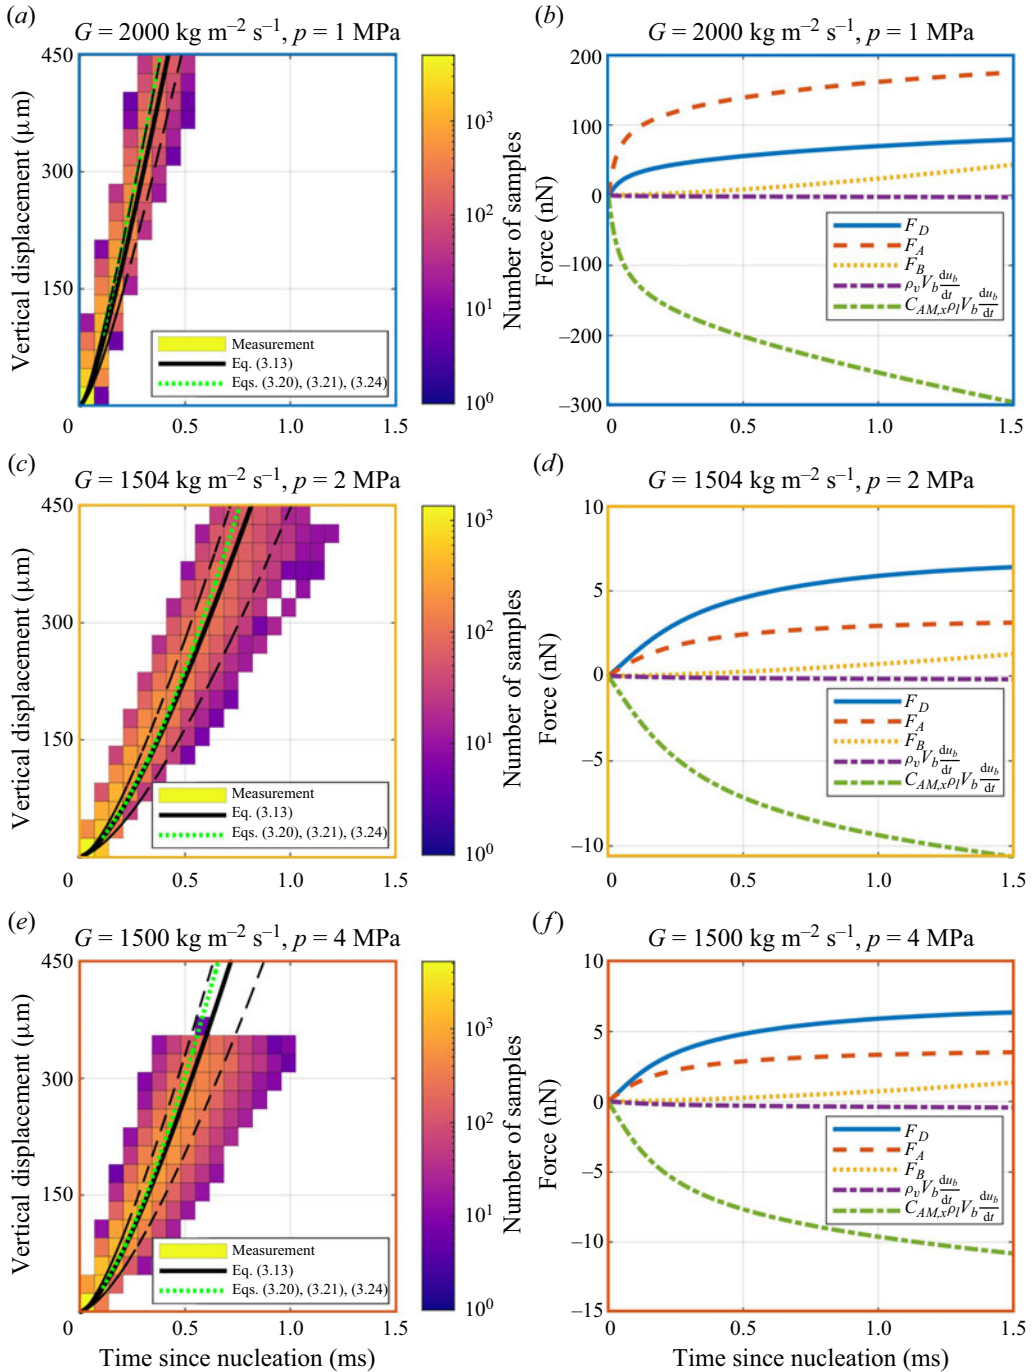 (a)
G = 2000 kg m⁻² s⁻¹, p = 1 MPa
450
300
150
0
0.5
1.0
1.5
Vertical displacement (μm)
Measurement
Eq. (3.13)
Eqs. (3.20), (3.21), (3.24)
10³
10²
10¹
10⁰
Number of samples
(b)
G = 2000 kg m⁻² s⁻¹, p = 1 MPa
200
100
0
−100
−200
−300
0
0.5
1.0
1.5
Force (nN)
F_D
F_A
F_B
ρ_v V_b du_b/dt
C_{AM,x} ρ_l V_b du_b/dt
(c)
G = 1504 kg m⁻² s⁻¹, p = 2 MPa
450
300
150
0
0.5
1.0
1.5
Vertical displacement (μm)
Measurement
Eq. (3.13)
Eqs. (3.20), (3.21), (3.24)
10³
10²
10¹
10⁰
Number of samples
(d)
G = 1504 kg m⁻² s⁻¹, p = 2 MPa
10
5
0
−5
−10
0
0.5
1.0
1.5
Force (nN)
F_D
F_A
F_B
ρ_v V_b du_b/dt
C_{AM,x} ρ_l V_b du_b/dt
(e)
G = 1500 kg m⁻² s⁻¹, p = 4 MPa
450
300
150
0
0.5
1.0
1.5
Vertical displacement (μm)
Time since nucleation (ms)
Measurement
Eq. (3.13)
Eqs. (3.20), (3.21), (3.24)
10³
10²
10¹
10⁰
Number of samples
(f)
G = 1500 kg m⁻² s⁻¹, p = 4 MPa
10
5
0
−5
−10
−15
0
0.5
1.0
1.5
Force (nN)
Time since nucleation (ms)
F_D
F_A
F_B
ρ_v V_b du_b/dt
C_{AM,x} ρ_l V_b du_b/dt